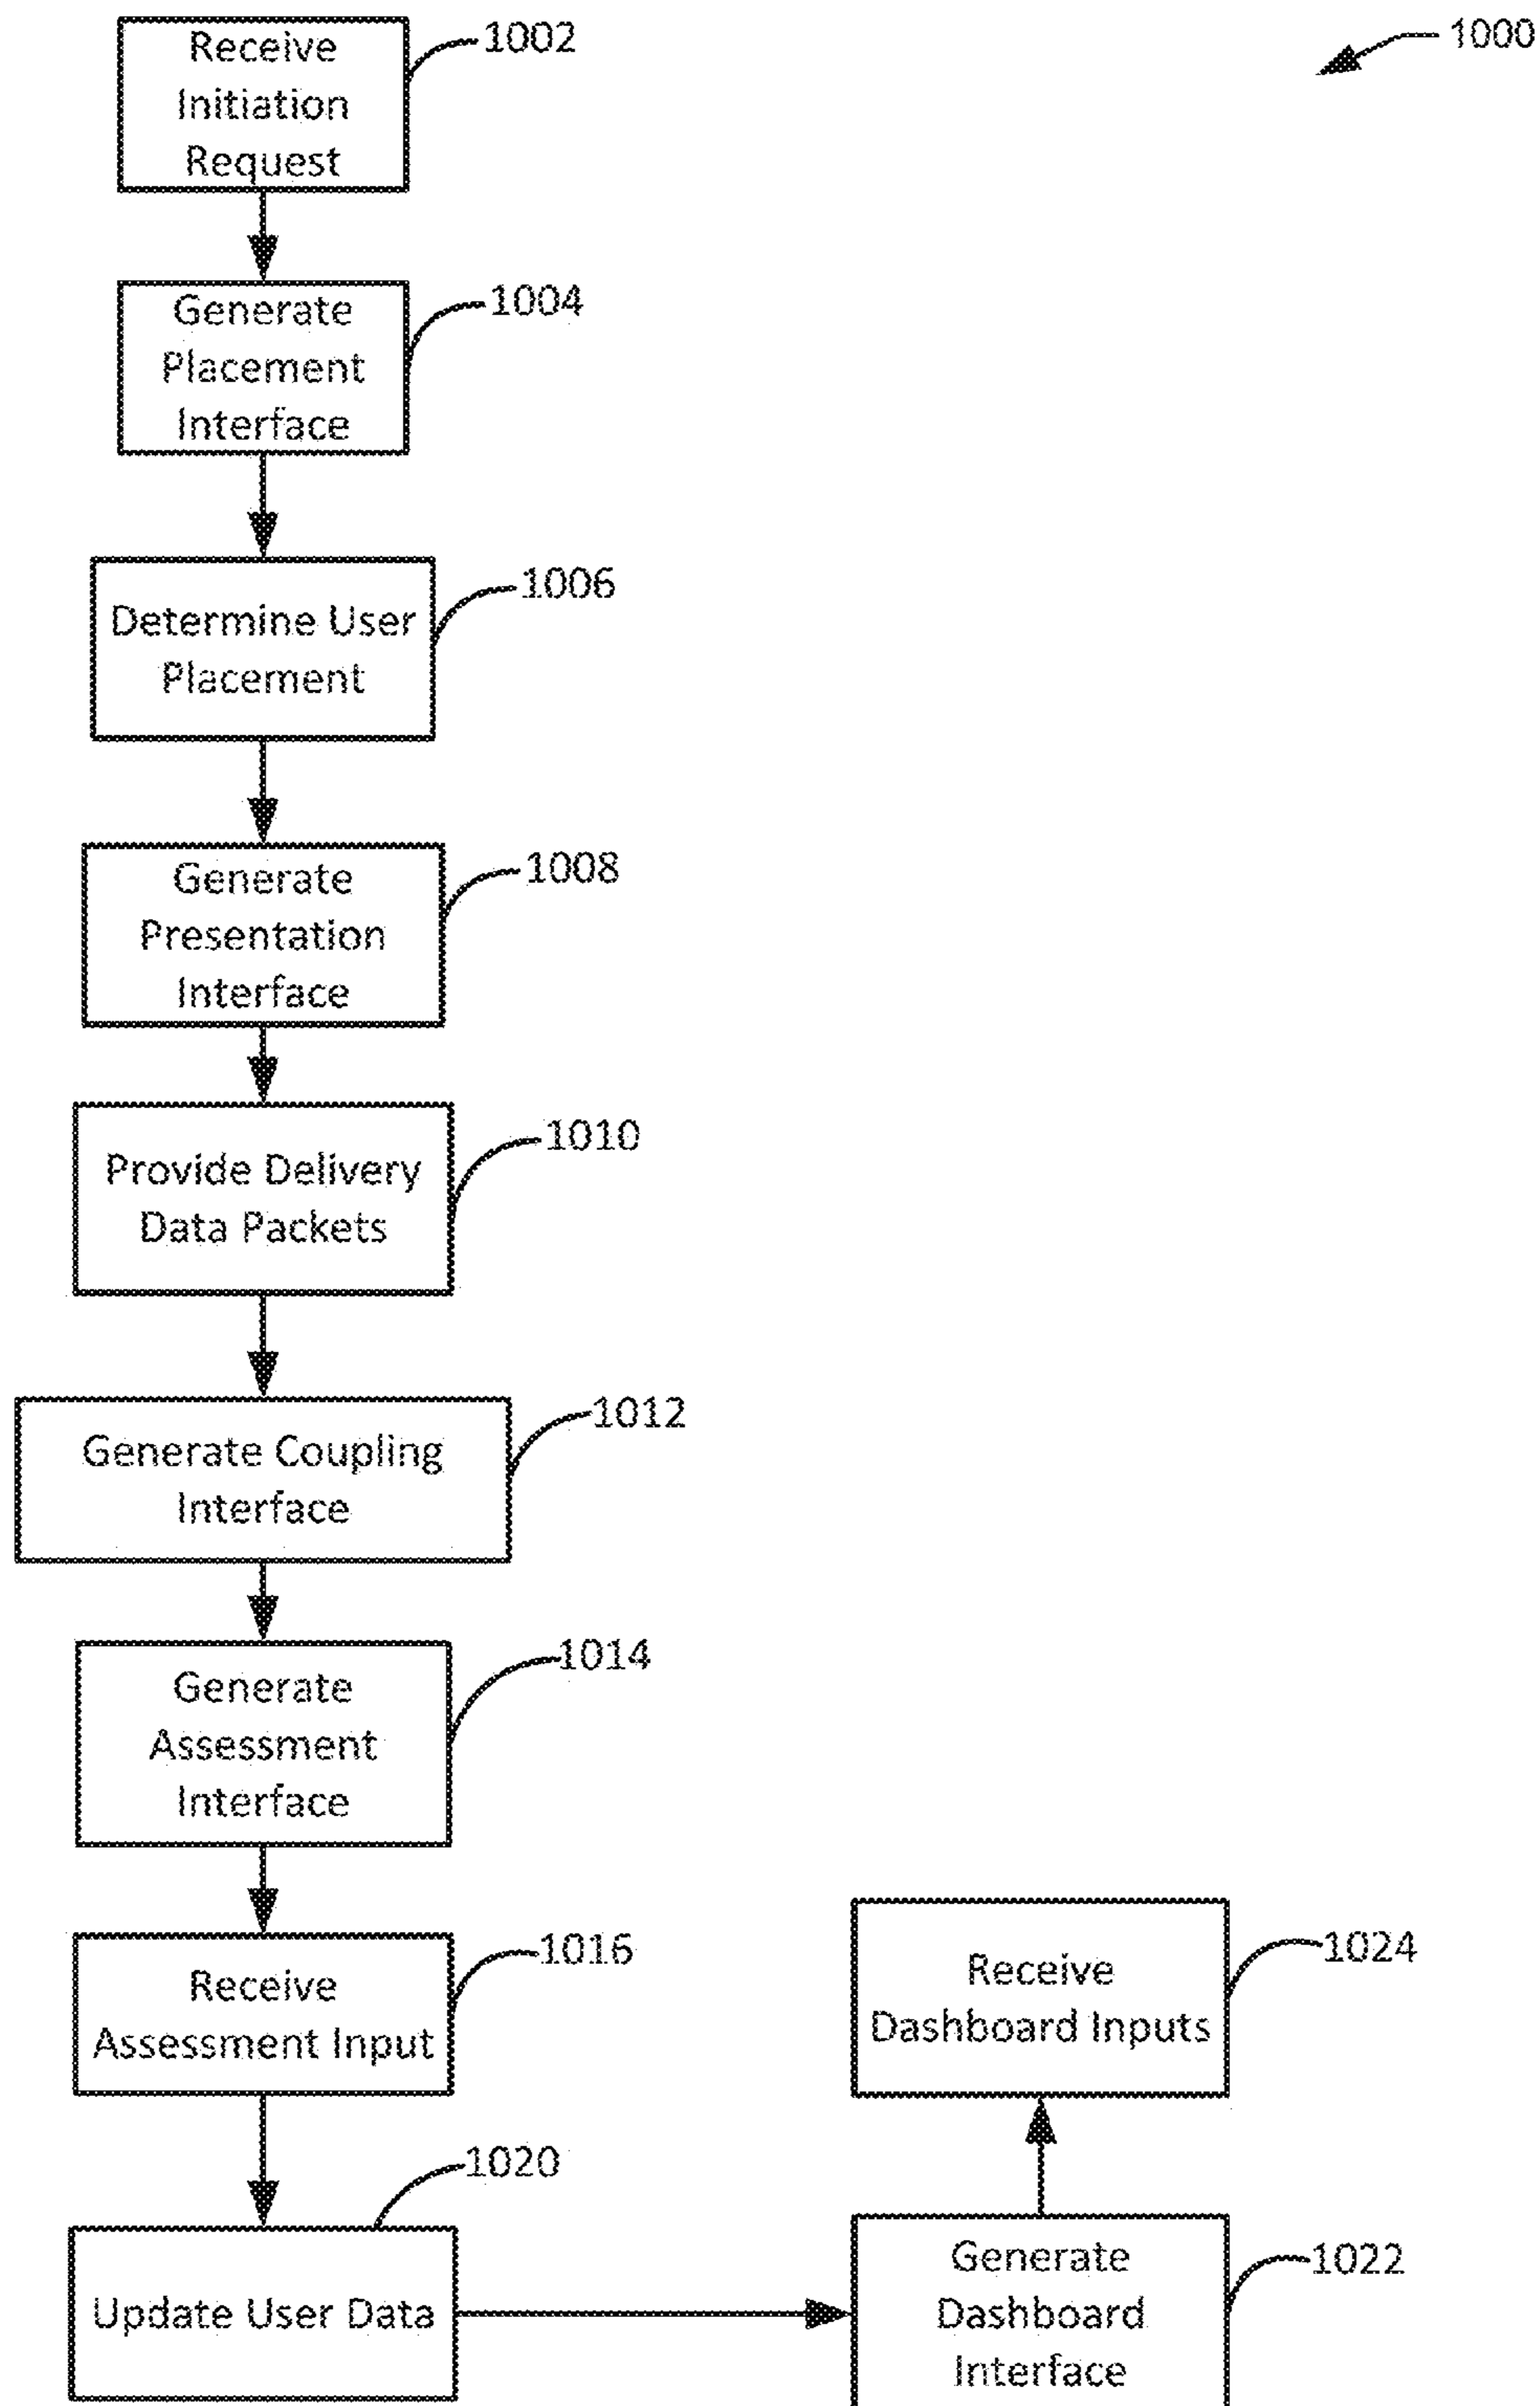 1000
Receive
Initiation
Request
1002
Generate
Placement
Interface
1004
Determine User
Placement
1006
Generate
Presentation
Interface
1008
Provide Delivery
Data Packets
1010
Generate Coupling
Interface
1012
Generate
Assessment
Interface
1014
Receive
Assessment Input
1016
Update User Data
1020
Generate
Dashboard
Interface
1022
Receive
Dashboard Inputs
1024